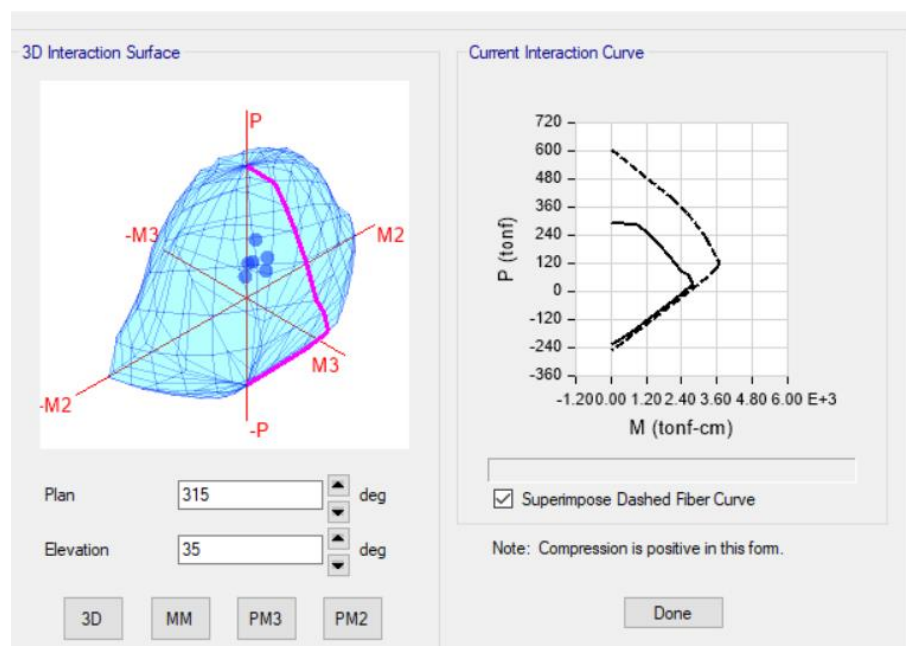 3D Interaction Surface
P
-M3
M2
M3
-M2
-P
Plan 315 deg
Elevation 35 deg
3D MM PM3 PM2
Current Interaction Curve
720
600
480
360
240
120
0
-120
-240
-360
P (tonf)
-1.20 0.00 1.20 2.40 3.60 4.80 6.00 E+3
M (tonf-cm)
Superimpose Dashed Fiber Curve
Note: Compression is positive in this form.
Done